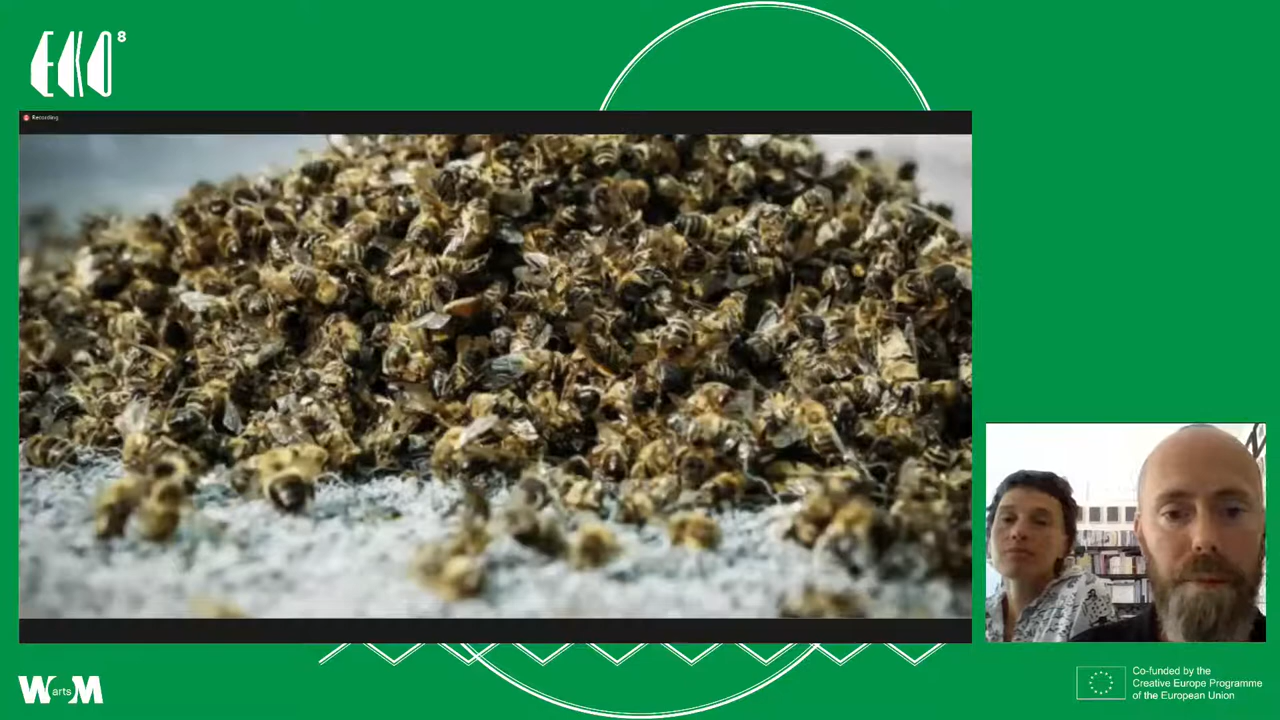 EKO 8
Recording
W arts M
Co-funded by the
Creative Europe Programme
of the European Union